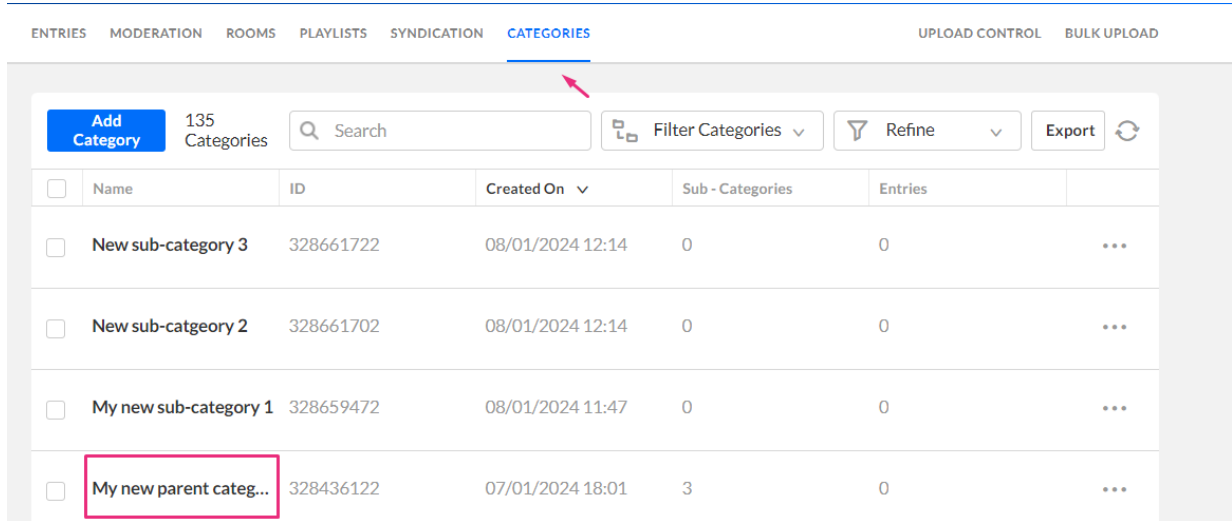 ENTRIES MODERATION ROOMS PLAYLISTS SYNDICATION CATEGORIES UPLOAD CONTROL BULK UPLOAD
Add Category 135 Categories Search Filter Categories Refine Export
Name ID Created On Sub - Categories Entries
New sub-category 3 328661722 08/01/2024 12:14 0 0
New sub-catgeory 2 328661702 08/01/2024 12:14 0 0
My new sub-category 1 328659472 08/01/2024 11:47 0 0
My new parent categ... 328436122 07/01/2024 18:01 3 0